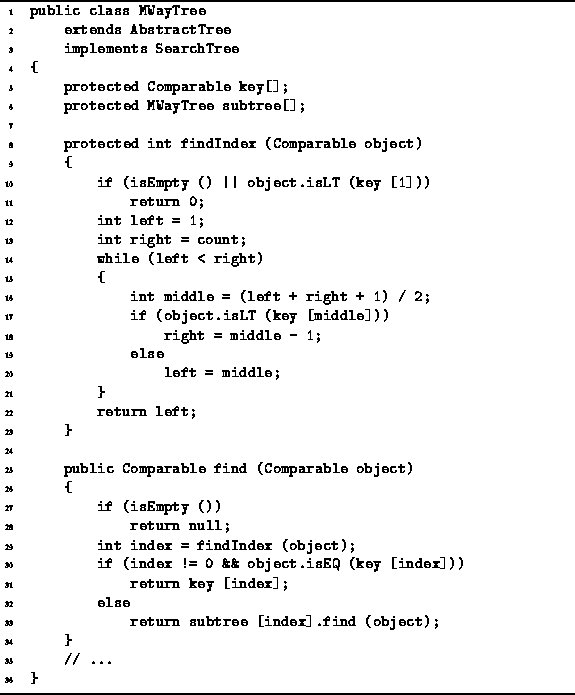 1 public class MWayTree
2     extends AbstractTree
3     implements SearchTree
4 {
5     protected Comparable key[];
6     protected MWayTree subtree[];
7
8     protected int findIndex (Comparable object)
9     {
10         if (isEmpty () || object.isLT (key [1]))
11             return 0;
12         int left = 1;
13         int right = count;
14         while (left < right)
15         {
16             int middle = (left + right + 1) / 2;
17             if (object.isLT (key [middle]))
18                 right = middle - 1;
19             else
20                 left = middle;
21         }
22         return left;
23     }
24
25     public Comparable find (Comparable object)
26     {
27         if (isEmpty ())
28             return null;
29         int index = findIndex (object);
30         if (index != 0 && object.isEQ (key [index]))
31             return key [index];
32         else
33             return subtree [index].find (object);
34     }
35     // ...
36 }